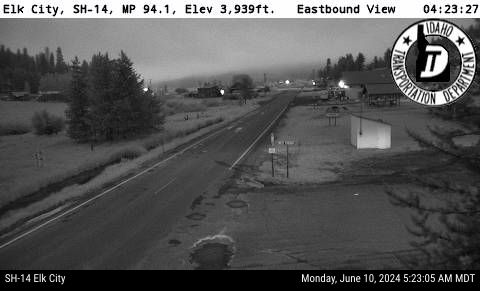 Elk City, SH-14, MP 94.1, Elev 3,939ft. Eastbound View 04:23:27
IDAHO
TRANSPORTATION DEPARTMENT
SH-14 Elk City Monday, June 10, 2024 5:23:05 AM MDT